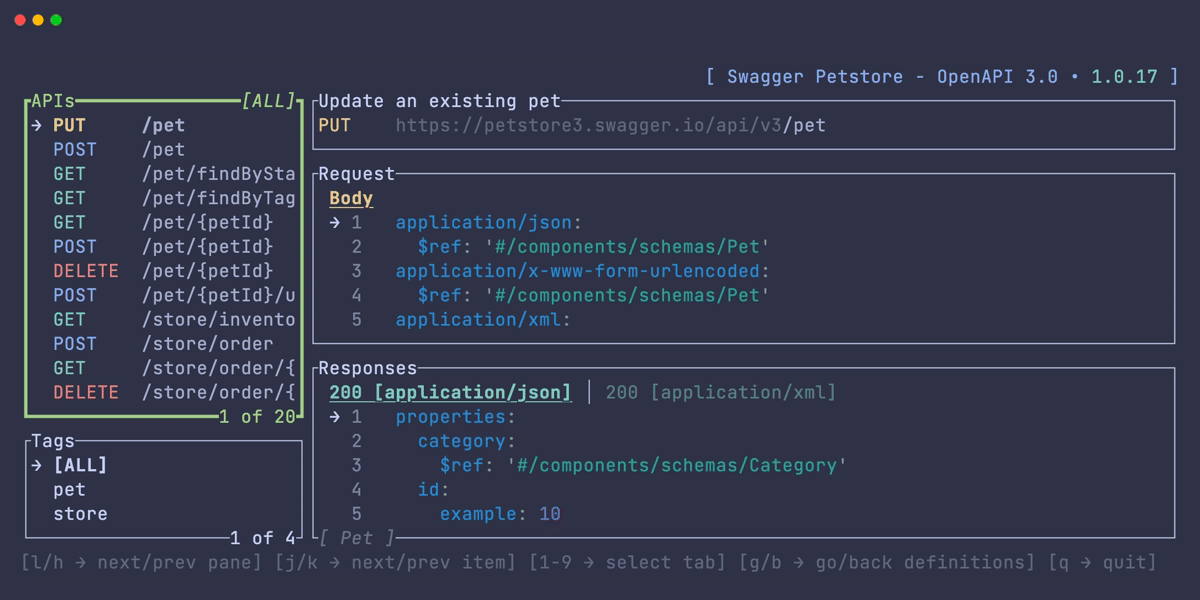 [ Swagger Petstore - OpenAPI 3.0 • 1.0.17 ]
APIs [ALL]
→ PUT /pet
POST /pet
GET /pet/findBySta
GET /pet/findByTag
GET /pet/{petId}
POST /pet/{petId}
DELETE /pet/{petId}
POST /pet/{petId}/u
GET /store/invento
POST /store/order
GET /store/order/{
DELETE /store/order/{
1 of 20
Tags
→ [ALL]
pet
store
1 of 4
Update an existing pet
PUT https://petstore3.swagger.io/api/v3/pet
Request
Body
→ 1 application/json:
2 $ref: '#/components/schemas/Pet'
3 application/x-www-form-urlencoded:
4 $ref: '#/components/schemas/Pet'
5 application/xml:
Responses
200 [application/json] │ 200 [application/xml]
→ 1 properties:
2 category:
3 $ref: '#/components/schemas/Category'
4 id:
5 example: 10
[ Pet ]
[l/h → next/prev pane] [j/k → next/prev item] [1-9 → select tab] [g/b → go/back definitions] [q → quit]